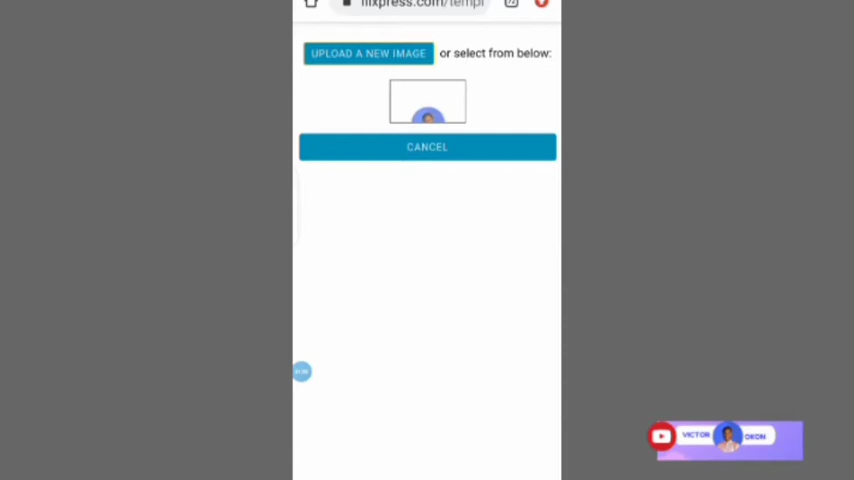 flixpress.com/templ
UPLOAD A NEW IMAGE or select from below:
CANCEL
VICTOR OKON